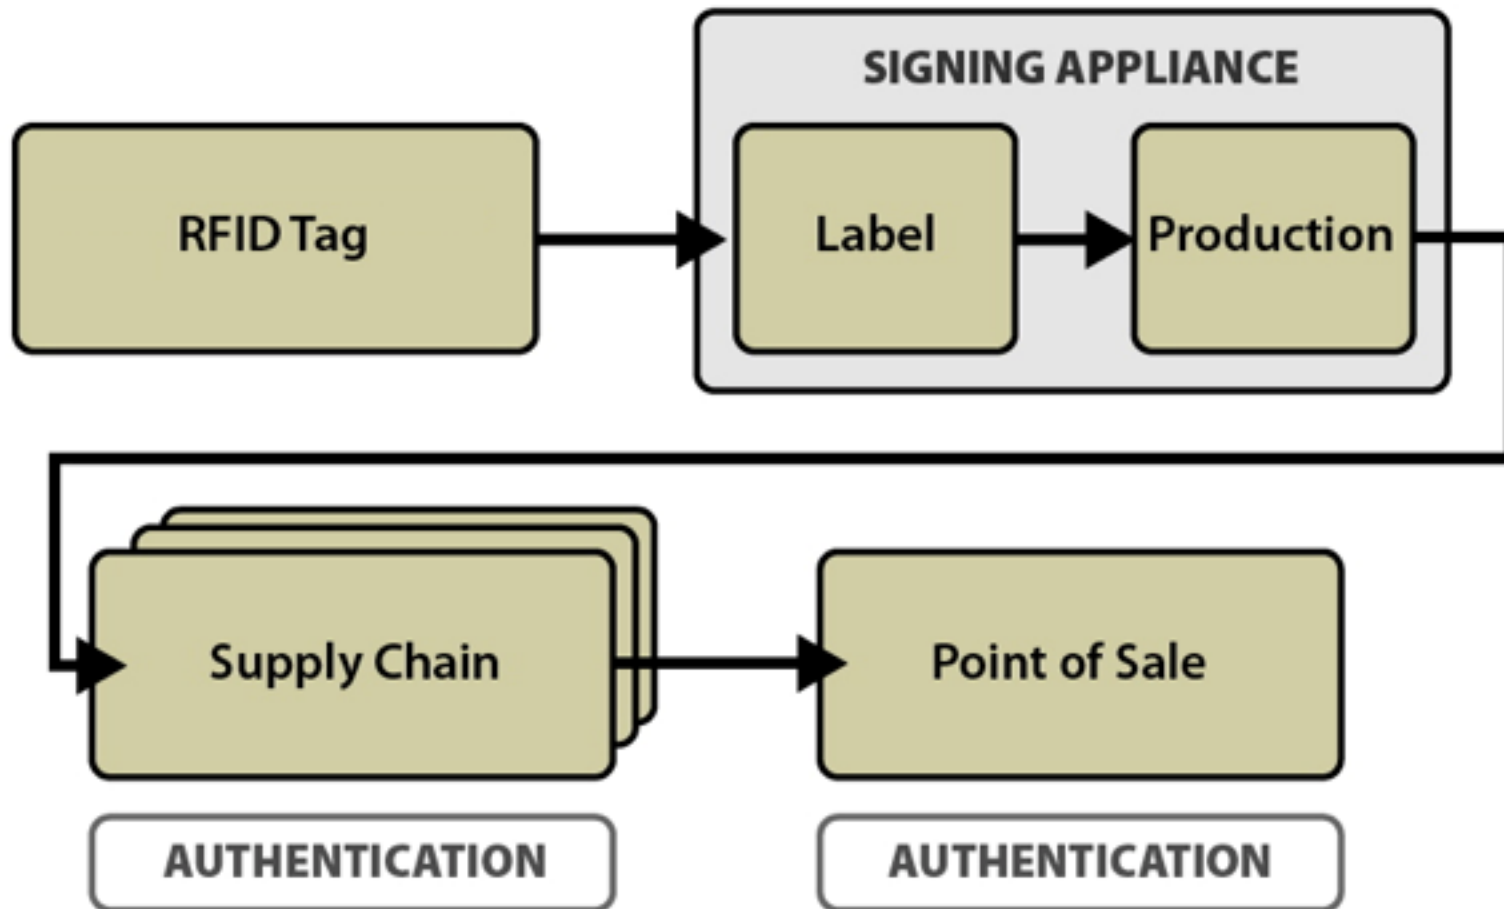 SIGNING APPLIANCE
RFID Tag
Label
Production
Supply Chain
Point of Sale
AUTHENTICATION
AUTHENTICATION